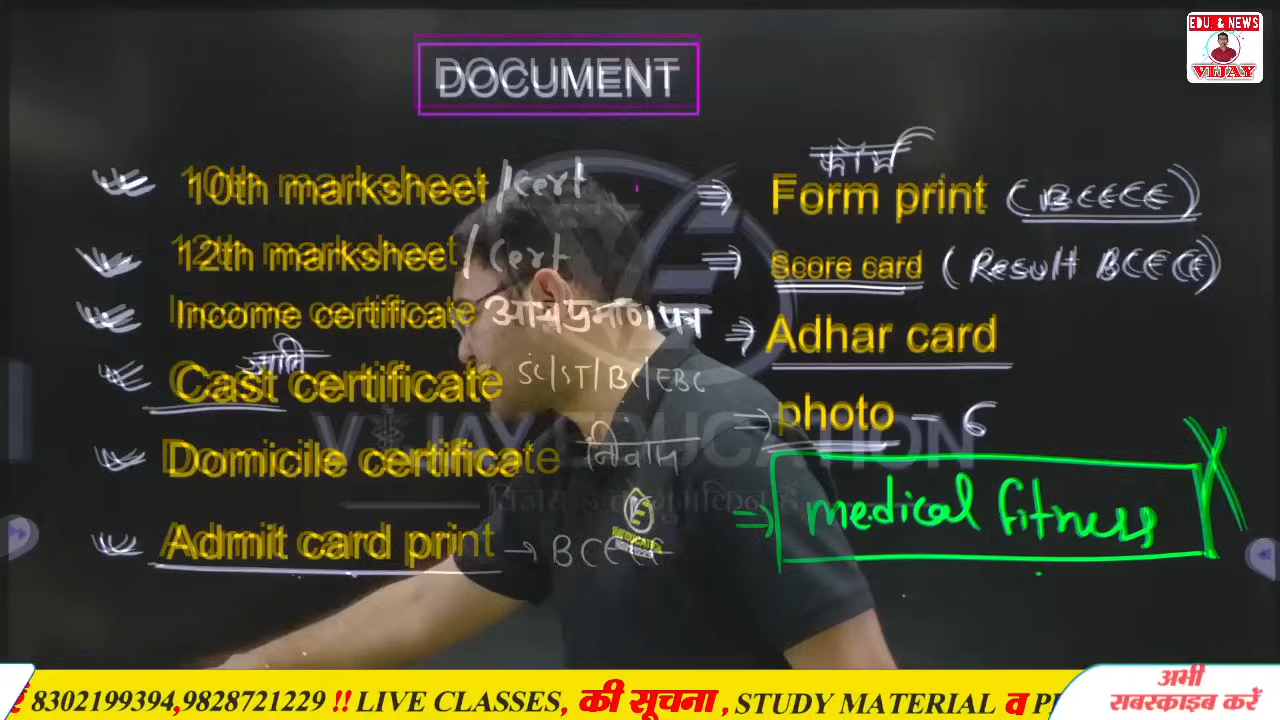 EDU. & NEWS
VIJAY
DOCUMENT
10th marksheet /Cert
12th marksheet / Cert
Income certificate आय प्रमाण पत्र
जाति
Cast certificate SC/ST/BC/EBC
Domicile certificate निवास
Admit card print → BCECE
फॉर्म
⇒ Form print (BCECE)
⇒ Score card (Result BCECE)
⇒ Adhar card
⇒ photo – 6
⇒ medical fitness
VIJAY EDUCATION
8302199394,9828721229 !! LIVE CLASSES, की सूचना , STUDY MATERIAL व
अभी
सबस्क्राइब करें